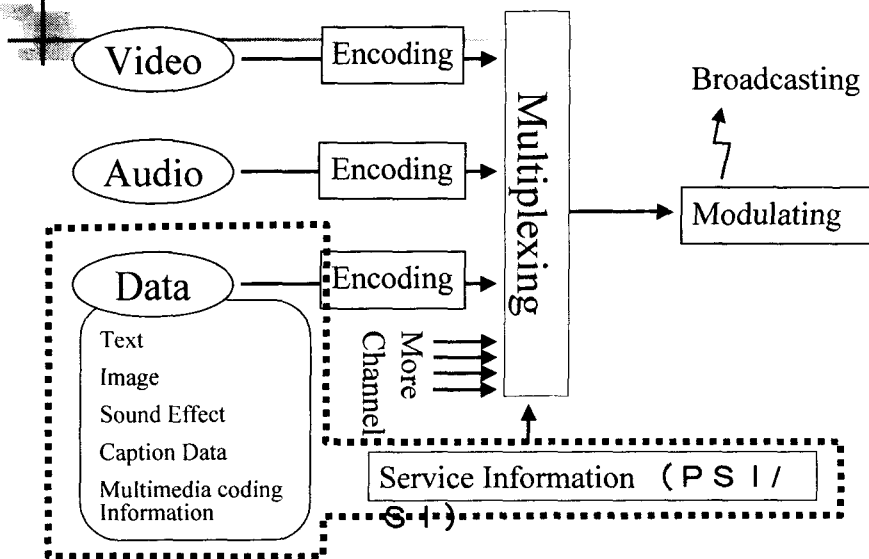 Video
Encoding
Audio
Encoding
Data
Encoding
Text
Image
Sound Effect
Caption Data
Multimedia coding
Information
More
Channel
Multiplexing
Broadcasting
Modulating
Service Information （ＰＳＩ/
ＳＩ）